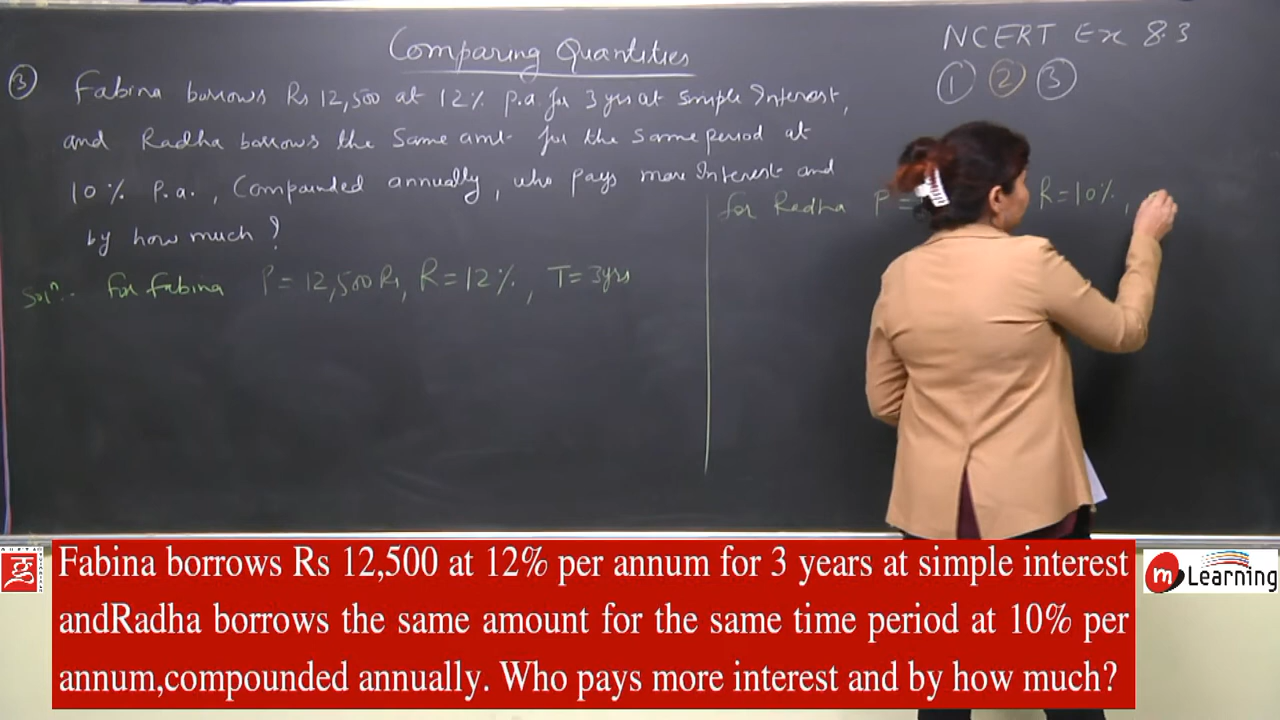 Comparing Quantities
NCERT Ex 8.3
① ② ③
③ Fabina borrows Rs 12,500 at 12% p.a. for 3 yrs at Simple Interest,
and Radha borrows the Same amt for the Same period at
10% P.a., Compounded annually, who pays more Interest and
by how much?
Soln:- for fabina P = 12,500 Rs, R = 12%, T = 3 yrs
for Radha P = R = 10%,
Fabina borrows Rs 12,500 at 12% per annum for 3 years at simple interest
andRadha borrows the same amount for the same time period at 10% per
annum,compounded annually. Who pays more interest and by how much?
m Learning